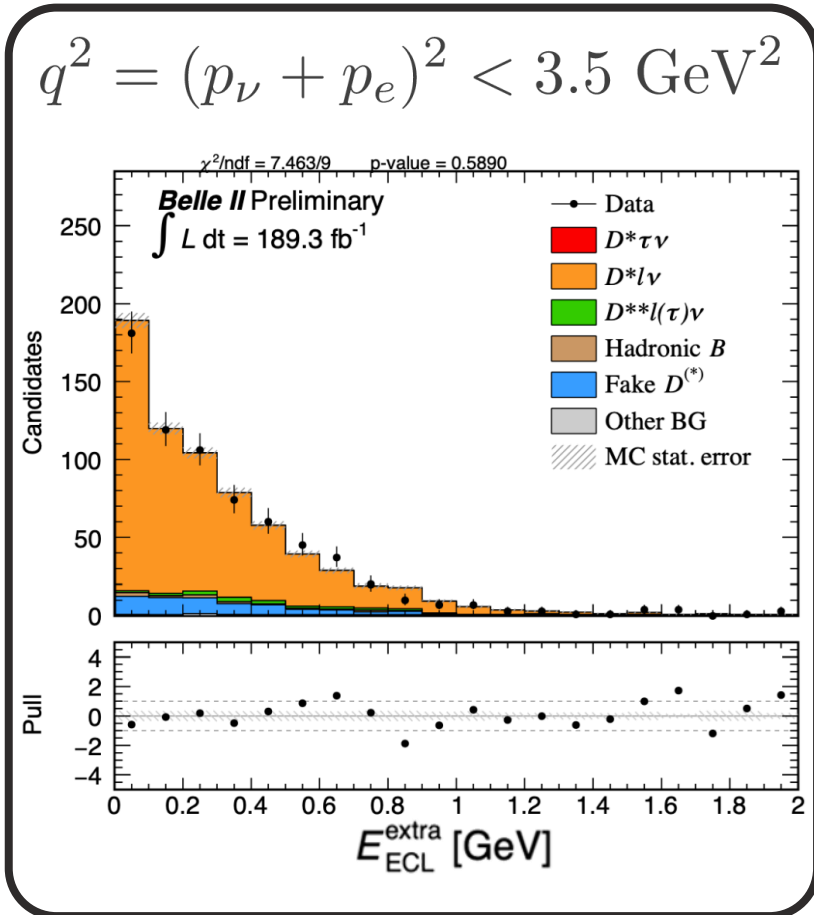 q² = (p_ν + p_e)² < 3.5 GeV²
χ²/ndf = 7.463/9 p-value = 0.5890
Belle II Preliminary
∫ L dt = 189.3 fb⁻¹
Data
D*τν
D*lν
D**l(τ)ν
Hadronic B
Fake D⁽*⁾
Other BG
MC stat. error
Candidates
250
200
150
100
50
0
Pull
4
2
0
−2
−4
0 0.2 0.4 0.6 0.8 1 1.2 1.4 1.6 1.8 2
E_ECL^extra [GeV]